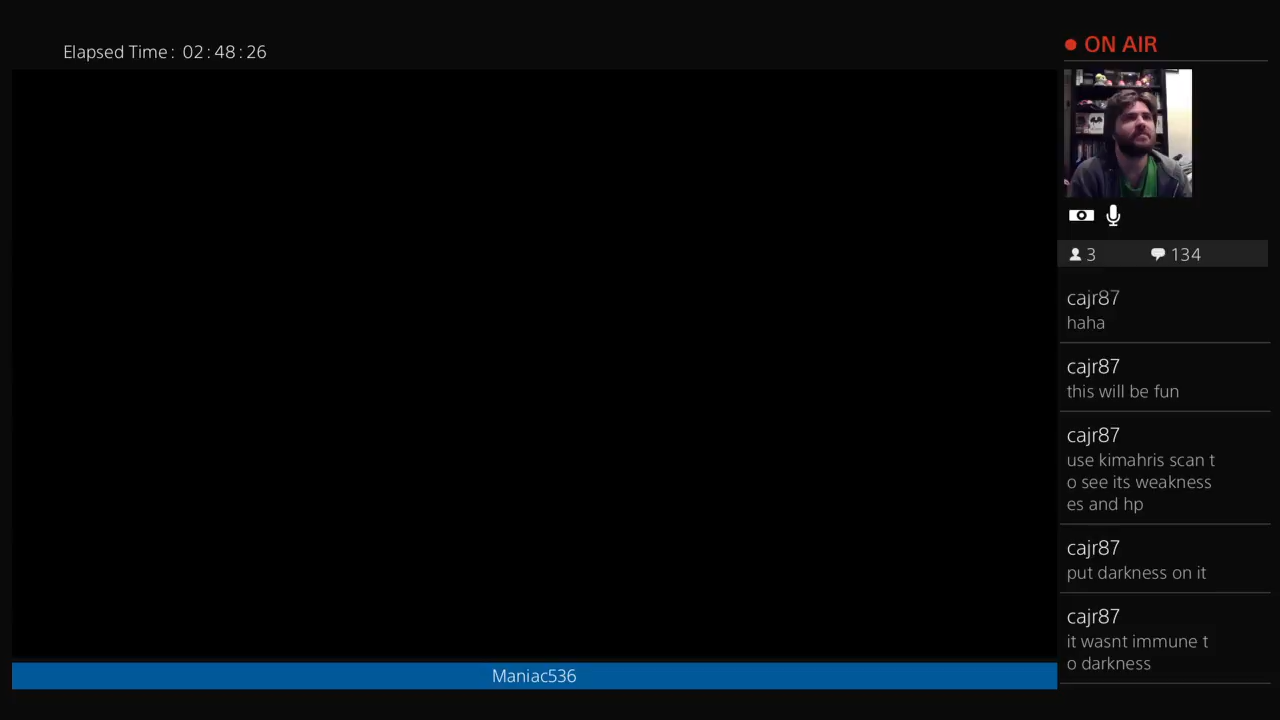 Elapsed Time: 02:48:26
ON AIR
3
134
cajr87
haha
cajr87
this will be fun
cajr87
use kimahris scan t
o see its weakness
es and hp
cajr87
put darkness on it
cajr87
it wasnt immune t
o darkness
Maniac536